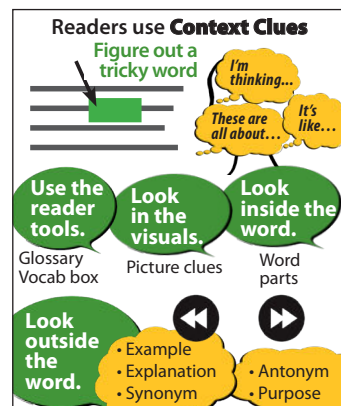 Readers use Context Clues
Figure out a
tricky word
I'm
thinking...
These are
all about...
It's
like...
Use the
reader
tools.
Glossary
Vocab box
Look
in the
visuals.
Picture clues
Look
inside the
word.
Word
parts
Look
outside
the
word.
• Example
• Explanation
• Synonym
• Antonym
• Purpose